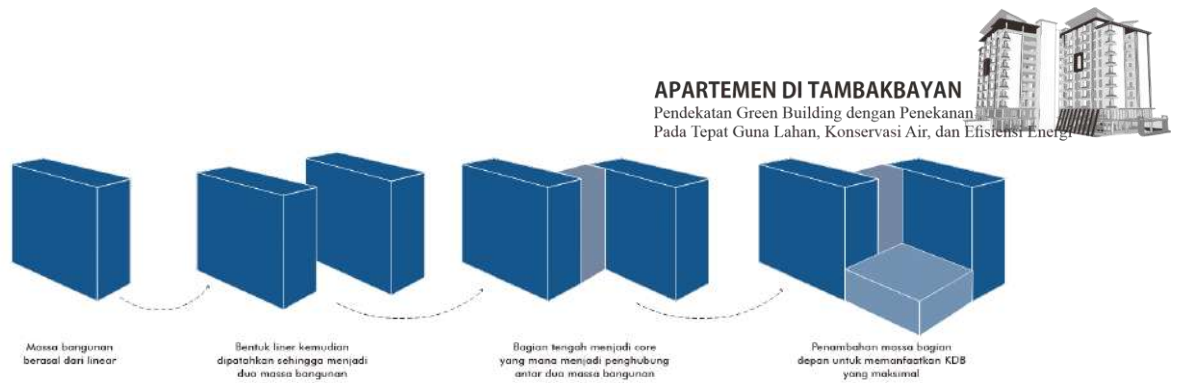 APARTEMEN DI TAMBAKBAYAN
Pendekatan Green Building dengan Penekanan
Pada Tepat Guna Lahan, Konservasi Air, dan Efisiensi Energi
Massa bangunan
berasal dari linear
Bentuk liner kemudian
dipatahkan sehingga menjadi
dua massa bangunan
Bagian tengah menjadi core
yang mana menjadi penghubung
antar dua massa bangunan
Penambahan massa bagian
depan untuk memanfaatkan KDB
yang maksimal